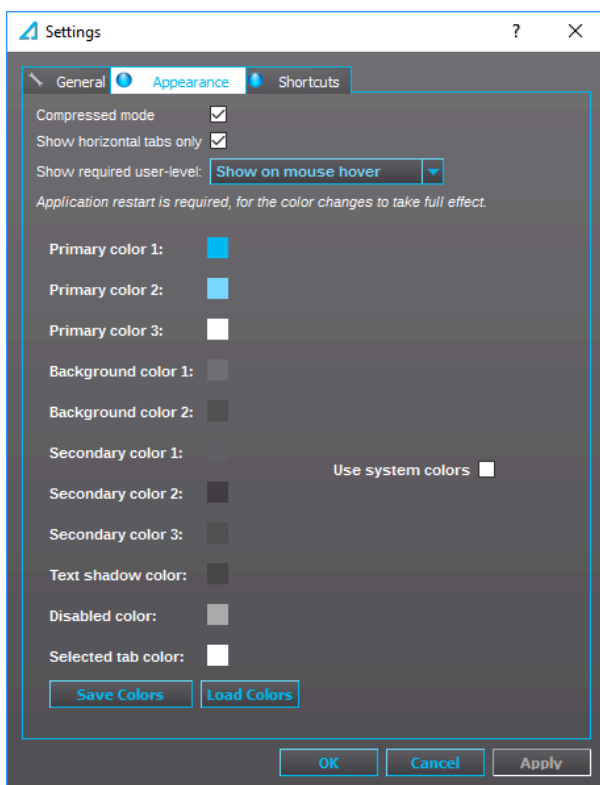 Settings
General Appearance Shortcuts
Compressed mode
Show horizontal tabs only
Show required user-level: Show on mouse hover
Application restart is required, for the color changes to take full effect.
Primary color 1:
Primary color 2:
Primary color 3:
Background color 1:
Background color 2:
Secondary color 1:
Use system colors
Secondary color 2:
Secondary color 3:
Text shadow color:
Disabled color:
Selected tab color:
Save Colors Load Colors
OK Cancel Apply